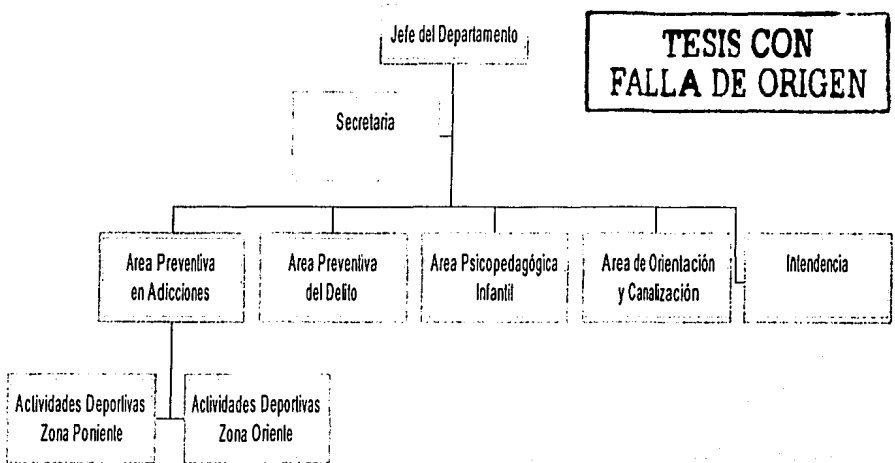 Jefe del Departamento
TESIS CON
FALLA DE ORIGEN
Secretaria
Area Preventiva
en Adicciones
Area Preventiva
del Delito
Area Psicopedagógica
Infantil
Area de Orientación
y Canalización
Intendencia
Actividades Deportivas
Zona Poniente
Actividades Deportivas
Zona Oriente